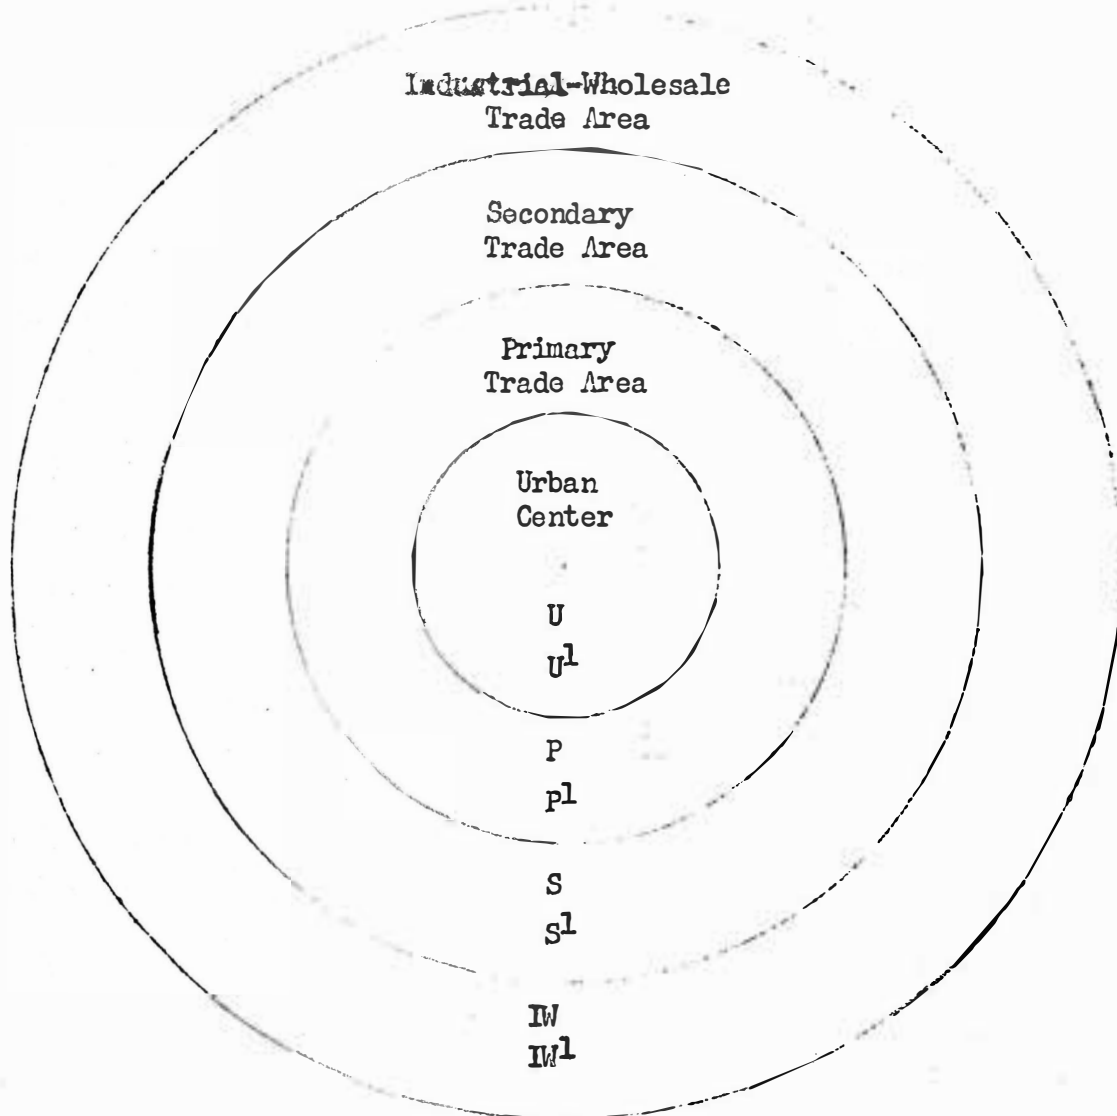 Industrial-Wholesale
Trade Area
Secondary
Trade Area
Primary
Trade Area
Urban
Center
U
U¹
P
P¹
S
S¹
IW
IW¹